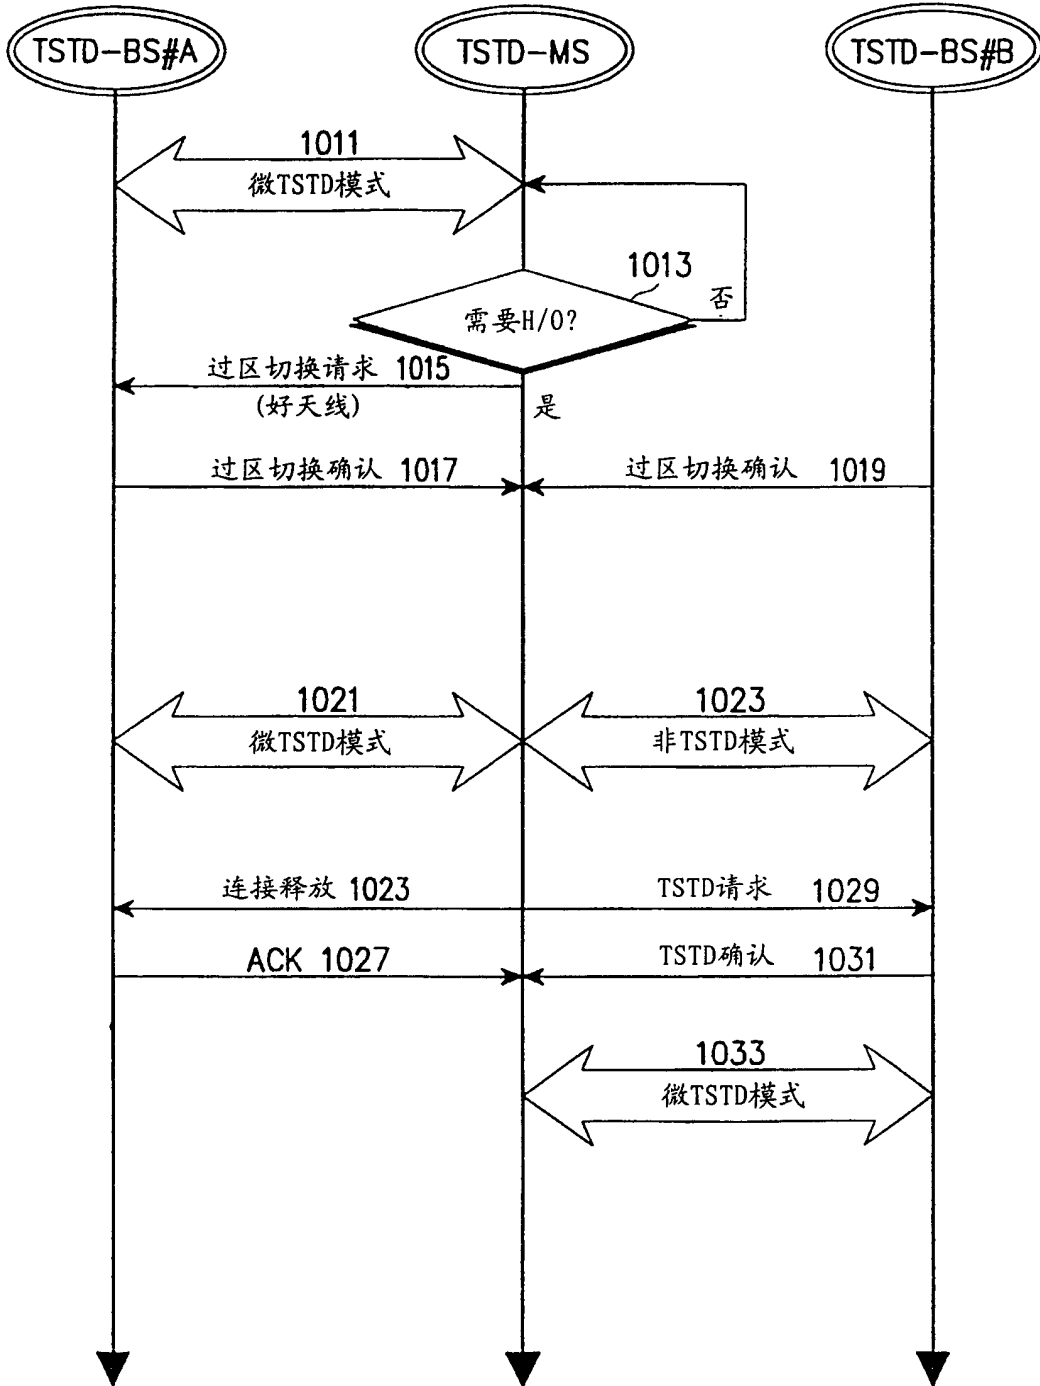 TSTD-BS#A
TSTD-MS
TSTD-BS#B
1011
微TSTD模式
1013
需要H/O?
否
过区切换请求 1015
(好天线)
是
过区切换确认 1017
过区切换确认 1019
1021
微TSTD模式
1023
非TSTD模式
连接释放 1023
TSTD请求 1029
ACK 1027
TSTD确认 1031
1033
微TSTD模式